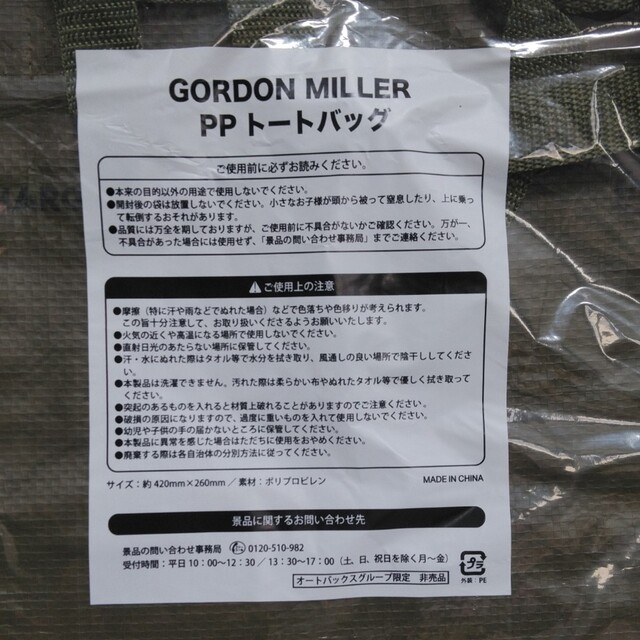 GORDON MILLER
PP トートバッグ
ご使用前に必ずお読みください。
●本来の目的以外の用途で使用しないでください。
●開封後の袋は放置しないでください。小さなお子様が頭から被って窒息したり、上に乗っ
て転倒するおそれがあります。
●品質には万全を期しておりますが、ご使用前に不具合がないかご確認ください。万が一、
不具合があった場合には使用せず、「景品の問い合わせ事務局」までご連絡ください。
⚠ご使用上の注意
●摩擦（特に汗や雨などでぬれた場合）などで色落ちや色移りが考えられます。
この旨十分注意して、お取り扱いくださるようお願いいたします。
●火気の近くや高温になる場所で使用しないでください。
●直射日光のあたらない場所に保管してください。
●汗・水にぬれた際はタオル等で水分を拭き取り、風通しの良い場所で陰干ししてくださ
い。
●本製品は洗濯できません。汚れた際は柔らかい布やぬれたタオル等で優しく拭き取って
ください。
●突起のあるものを入れると材質上破れることがありますのでご注意ください。
●破損の原因になりますので、過度に重いものを入れて使用しないでください。
●幼児や子供の手の届かないところに保管してください。
●本製品に異常を感じた場合はただちに使用をおやめください。
●廃棄する際は各自治体の分別方法に従ってください。
サイズ：約 420mm×260mm／素材：ポリプロピレン MADE IN CHINA
景品に関するお問い合わせ先
景品の問い合わせ事務局 0120-510-982
受付時間：平日 10：00〜12：30 / 13：30〜17：00（土、日、祝日を除く月〜金）
オートバックスグループ限定 非売品
プラ
外装：PE